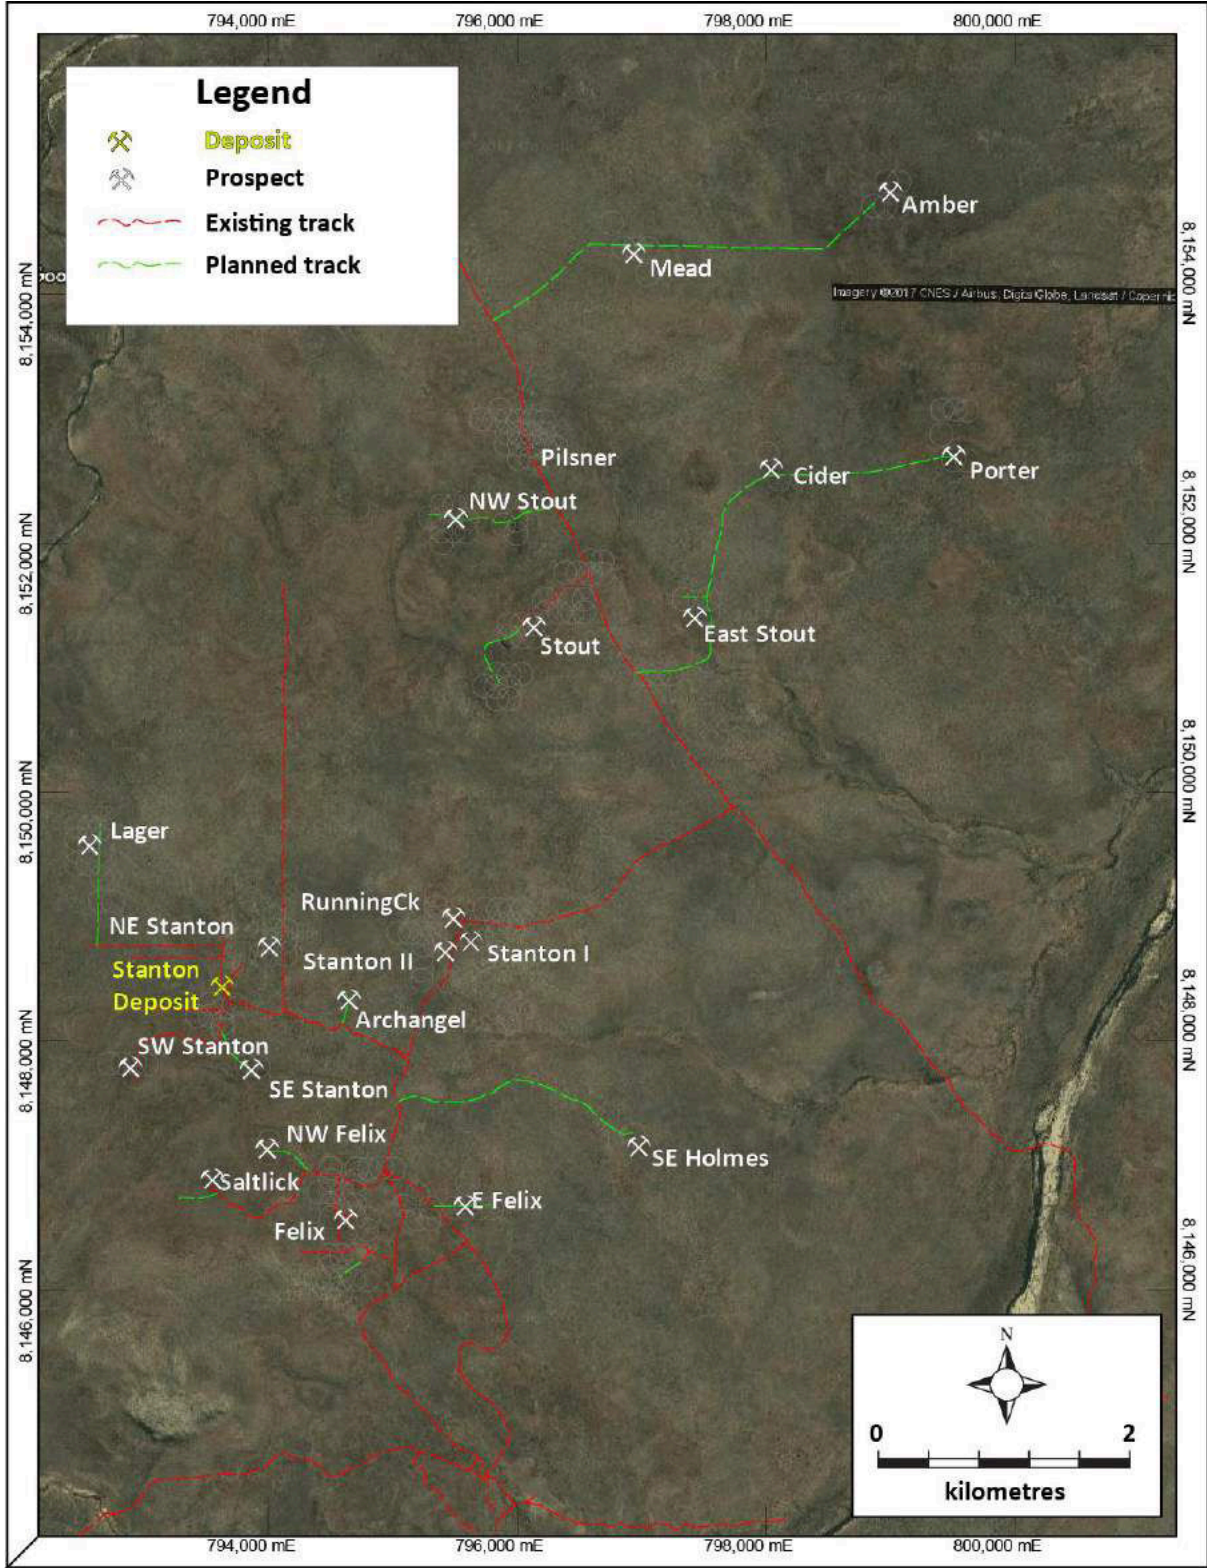 794,000 mE
796,000 mE
798,000 mE
800,000 mE
Legend
Deposit
Prospect
Existing track
Planned track
Amber
Mead
8,154,000 mN
8,154,000 mN
Imagery ©2017 CNES / Airbus, DigitalGlobe, Landsat / Copernic
Pilsner
Cider
Porter
NW Stout
8,152,000 mN
8,152,000 mN
Stout
East Stout
8,150,000 mN
8,150,000 mN
Lager
RunningCk
NE Stanton
Stanton II
Stanton I
Stanton
Deposit
Archangel
8,148,000 mN
8,148,000 mN
SW Stanton
SE Stanton
NW Felix
SE Holmes
Saltlick
E Felix
Felix
8,146,000 mN
8,146,000 mN
N
0
2
kilometres
794,000 mE
796,000 mE
798,000 mE
800,000 mE